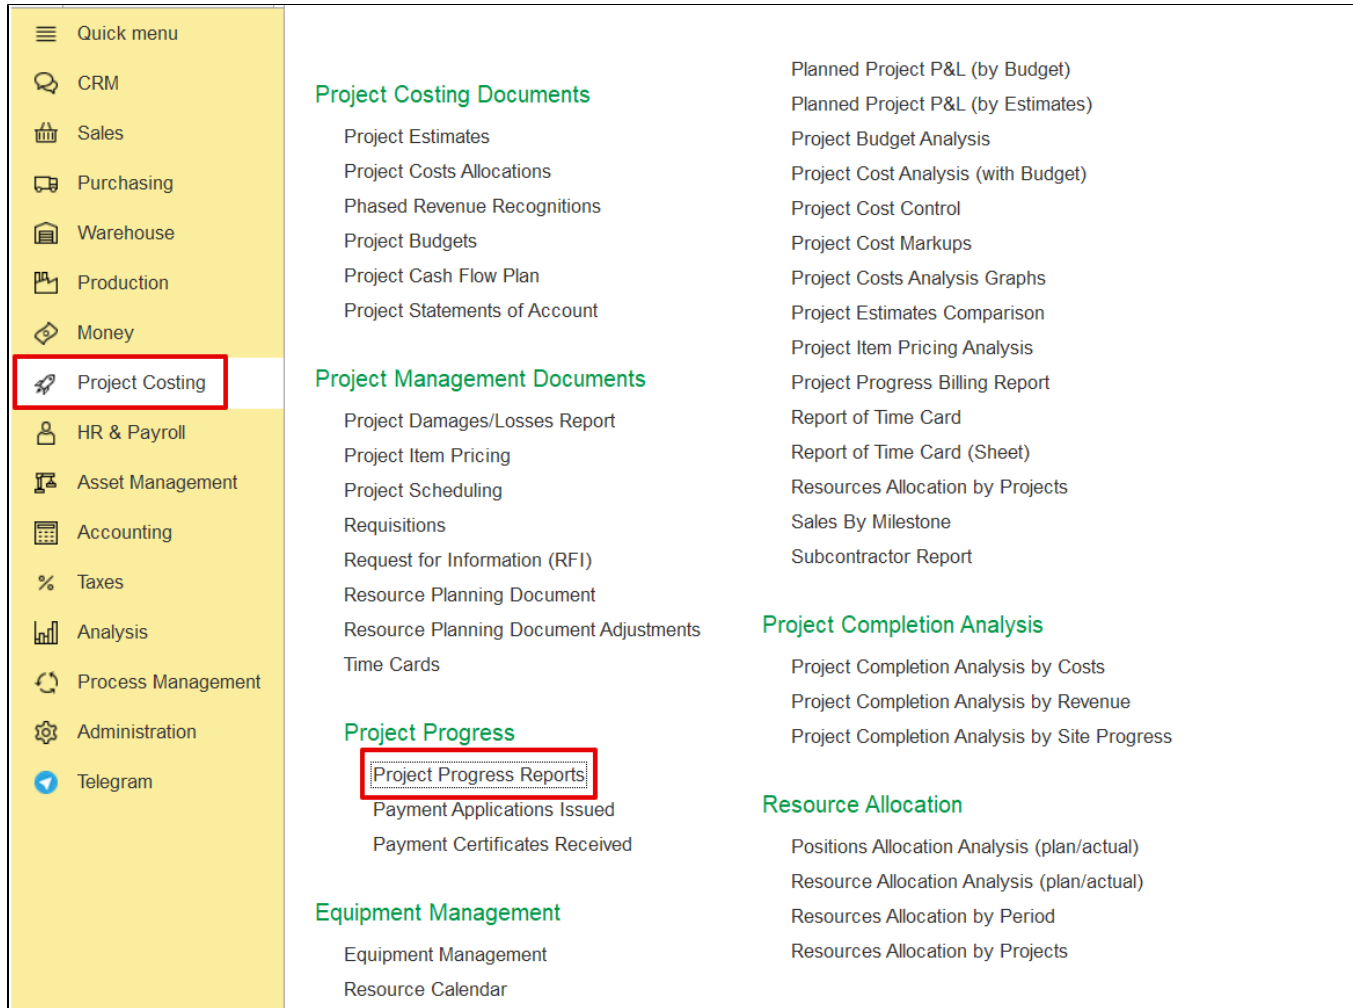 Quick menu
CRM
Sales
Purchasing
Warehouse
Production
Money
Project Costing
HR & Payroll
Asset Management
Accounting
Taxes
Analysis
Process Management
Administration
Telegram
Project Costing Documents
Project Estimates
Project Costs Allocations
Phased Revenue Recognitions
Project Budgets
Project Cash Flow Plan
Project Statements of Account
Project Management Documents
Project Damages/Losses Report
Project Item Pricing
Project Scheduling
Requisitions
Request for Information (RFI)
Resource Planning Document
Resource Planning Document Adjustments
Time Cards
Project Progress
Project Progress Reports
Payment Applications Issued
Payment Certificates Received
Equipment Management
Equipment Management
Resource Calendar
Planned Project P&L (by Budget)
Planned Project P&L (by Estimates)
Project Budget Analysis
Project Cost Analysis (with Budget)
Project Cost Control
Project Cost Markups
Project Costs Analysis Graphs
Project Estimates Comparison
Project Item Pricing Analysis
Project Progress Billing Report
Report of Time Card
Report of Time Card (Sheet)
Resources Allocation by Projects
Sales By Milestone
Subcontractor Report
Project Completion Analysis
Project Completion Analysis by Costs
Project Completion Analysis by Revenue
Project Completion Analysis by Site Progress
Resource Allocation
Positions Allocation Analysis (plan/actual)
Resource Allocation Analysis (plan/actual)
Resources Allocation by Period
Resources Allocation by Projects